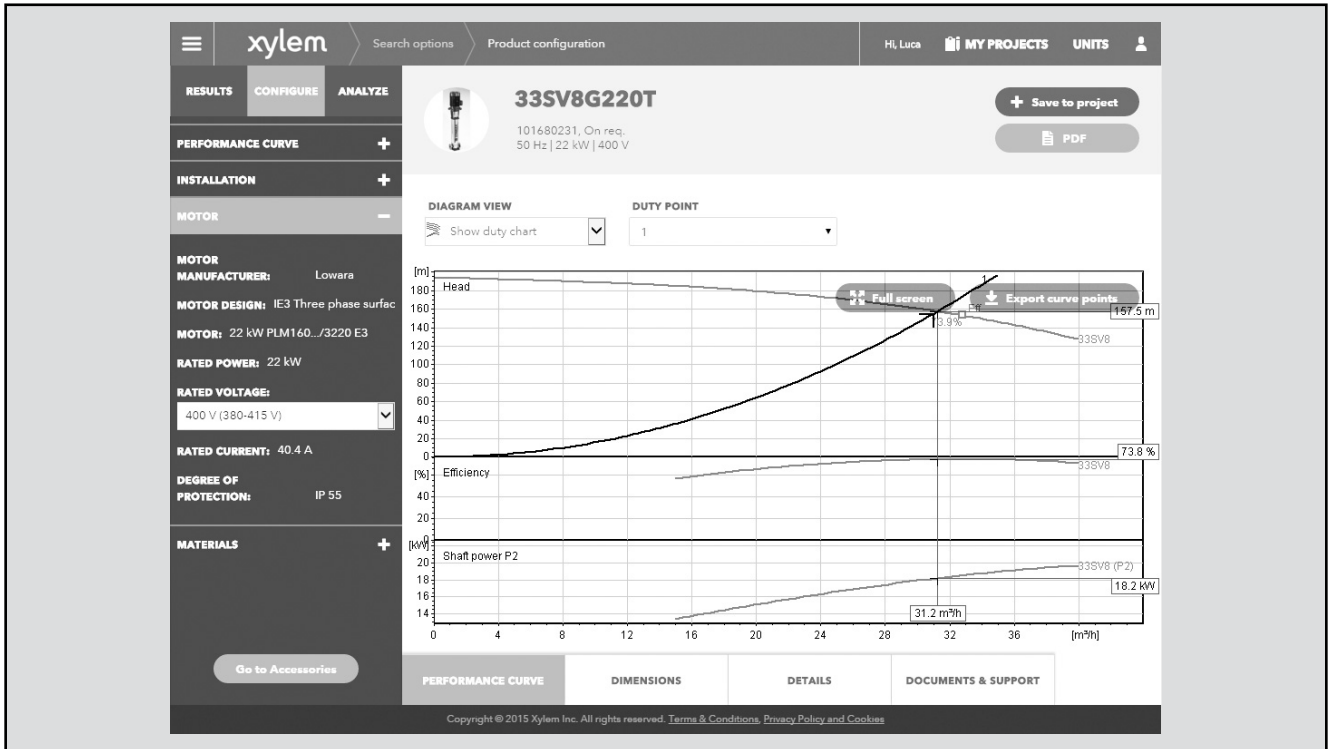 xylem
Search options
Product configuration
Hi, Luca
MY PROJECTS
UNITS
RESULTS
CONFIGURE
ANALYZE
33SV8G220T
101680231, On req.
50 Hz | 22 kW | 400 V
+ Save to project
PDF
PERFORMANCE CURVE +
INSTALLATION +
MOTOR −
DIAGRAM VIEW
Show duty chart
DUTY POINT
1
MOTOR
MANUFACTURER: Lowara
MOTOR DESIGN: IE3 Three phase surfac
MOTOR: 22 kW PLM160.../3220 E3
RATED POWER: 22 kW
RATED VOLTAGE:
400 V (380-415 V)
RATED CURRENT: 40.4 A
DEGREE OF
PROTECTION: IP 55
MATERIALS +
Go to Accessories
[m]
Head
180
160
140
120
100
80
60
40
20
0
1
Full screen
Export curve points
Eff
157.5 m
3.9%
33SV8
73.8 %
[%]
Efficiency
33SV8
40
20
0
[kW]
Shaft power P2
20
18
16
14
33SV8 (P2)
18.2 kW
31.2 m³/h
0 4 8 12 16 20 24 28 32 36 [m³/h]
PERFORMANCE CURVE
DIMENSIONS
DETAILS
DOCUMENTS & SUPPORT
Copyright © 2015 Xylem Inc. All rights reserved. Terms & Conditions, Privacy Policy and Cookies